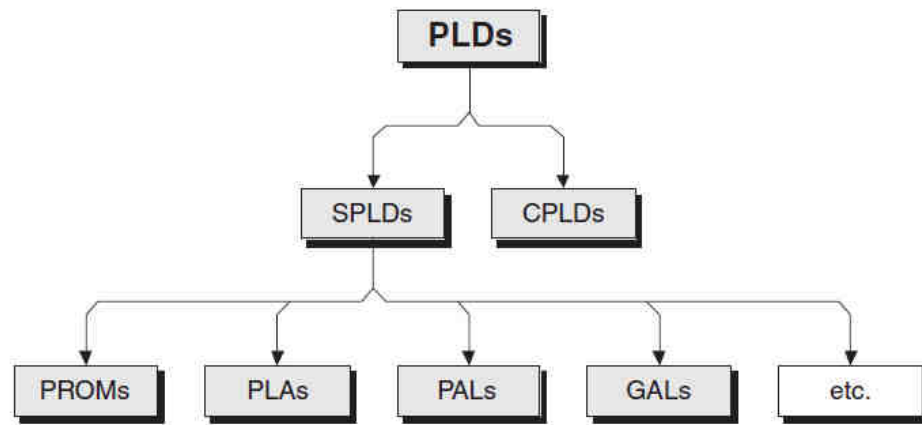 PLDs
SPLDs
CPLDs
PROMs
PLAs
PALs
GALs
etc.